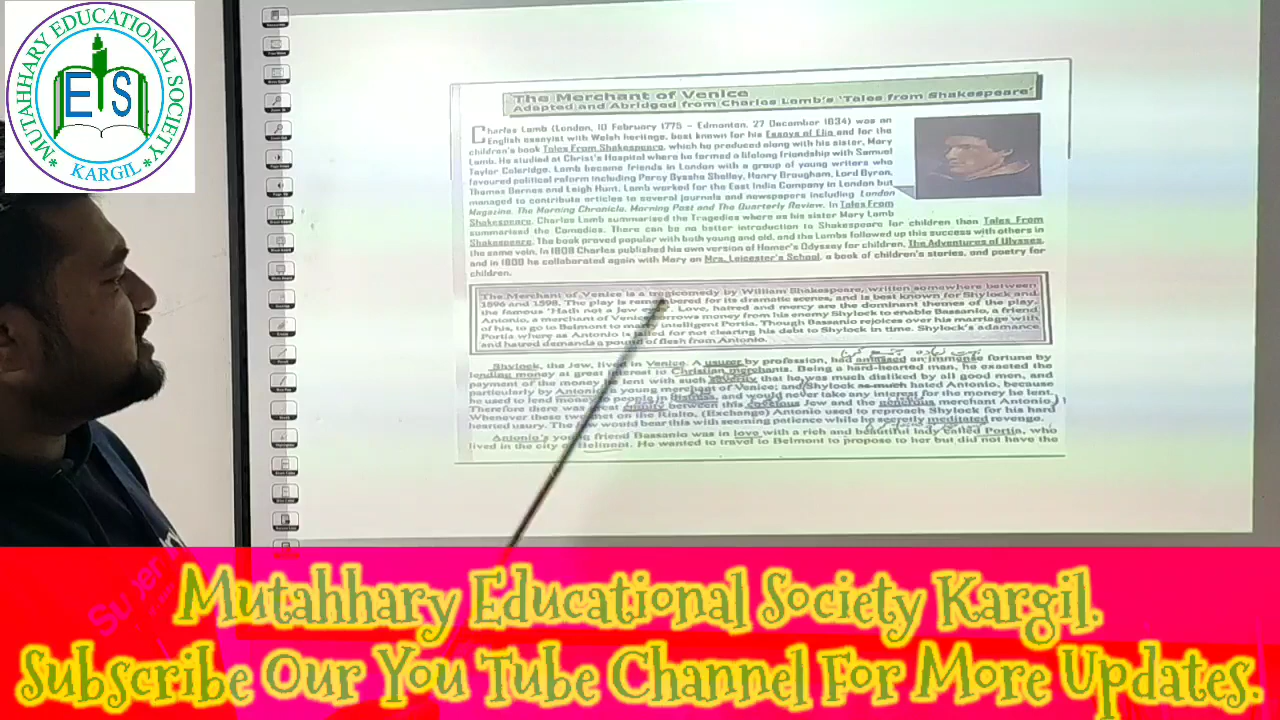 MUTAHHARY EDUCATIONAL SOCIETY
EIS
* KARGIL *
The Merchant of Venice
Adapted and Abridged from Charles Lamb's 'Tales from Shakespeare'
Charles Lamb (London, 10 February 1775 – Edmonton, 27 December 1834) was an
English essayist with Welsh heritage, best known for his Essays of Elia and for the
children's book Tales From Shakespeare, which he produced along with his sister, Mary
Lamb. He studied at Christ's Hospital where he formed a lifelong friendship with Samuel
Taylor Coleridge. Lamb became friends in London with a group of young writers who
favoured political reform including Percy Bysshe Shelley, Henry Brougham, Lord Byron,
Thomas Barnes and Leigh Hunt. Lamb worked for the East India Company in London but
managed to contribute articles to several journals and newspapers including London
Magazine, The Morning Chronicle, Morning Post and The Quarterly Review. In Tales From
Shakespeare, Charles Lamb summarised the Tragedies where as his sister Mary Lamb
summarised the Comedies. There can be no better introduction to Shakespeare for children than Tales From
Shakespeare. The book proved popular with both young and old, and the Lambs followed up this success with others in
the same vein. In 1808 Charles published his own version of Homer's Odyssey for children, The Adventures of Ulysses,
and in 1808 he collaborated again with Mary on Mrs. Leicester's School, a book of children's stories, and poetry for
children.
The Merchant of Venice is a tragicomedy by William Shakespeare, written somewhere between
1596 and 1598. The play is remembered for its dramatic scenes, and is best known for Shylock and
the famous 'Hath not a Jew Love, hatred and mercy are the dominant themes of the play.
Antonio, a merchant of Venice borrows money from his enemy Shylock to enable Bassanio, a friend
of his, to go to Belmont to marry intelligent Portia. Though Bassanio rejoices over his marriage with
Portia where as Antonio is jailed for not clearing his debt to Shylock in time. Shylock's adamance
and hatred demands a pound of flesh from Antonio.
Shylock, the Jew, lived in Venice. A usurer by profession, had amassed an immense fortune by
lending money at great interest to Christian merchants. Being a hard-hearted man, he exacted the
payment of the money he lent with such severity that he was much disliked by all good men, and
particularly by Antonio, a young merchant of Venice; and Shylock as much hated Antonio, because
he used to lend money to people in distress, and would never take any interest for the money he lent.
Therefore there was great enmity between this covetous Jew and the generous merchant Antonio.
Whenever these two met on the Rialto, (Exchange) Antonio used to reproach Shylock for his hard
hearted usury. The Jew would bear this with seeming patience while he secretly meditated revenge.
Antonio's young friend Bassanio was in love with a rich and beautiful lady called Portia, who
lived in the city of Belmont. He wanted to travel to Belmont to propose to her but did not have the
Mutahhary Educational Society Kargil.
Subscribe Our You Tube Channel For More Updates.